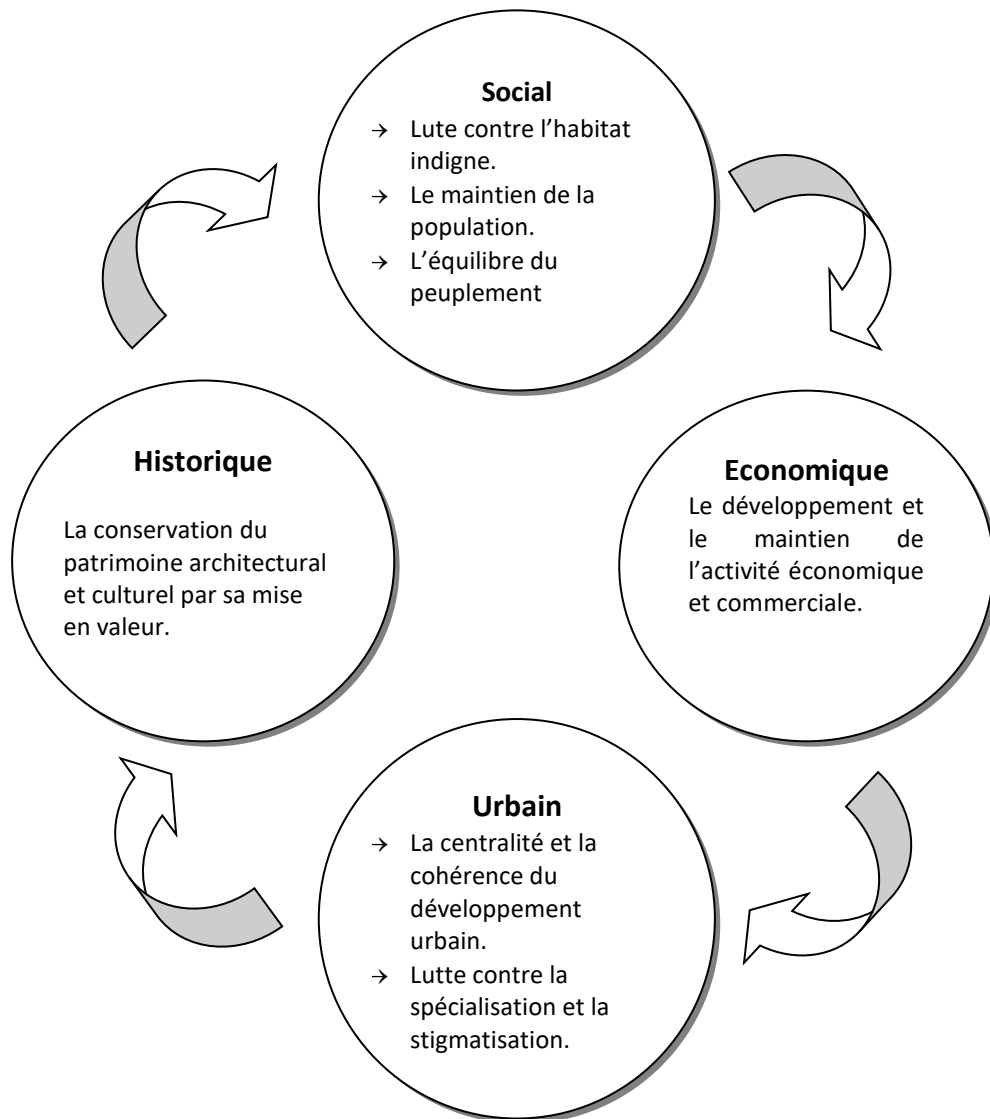 Social
→ Lute contre l’habitat
indigne.
→ Le maintien de la
population.
→ L’équilibre du
peuplement
Historique
La conservation du
patrimoine architectural
et culturel par sa mise
en valeur.
Economique
Le développement et
le maintien de
l’activité économique
et commerciale.
Urbain
→ La centralité et la
cohérence du
développement
urbain.
→ Lutte contre la
spécialisation et la
stigmatisation.